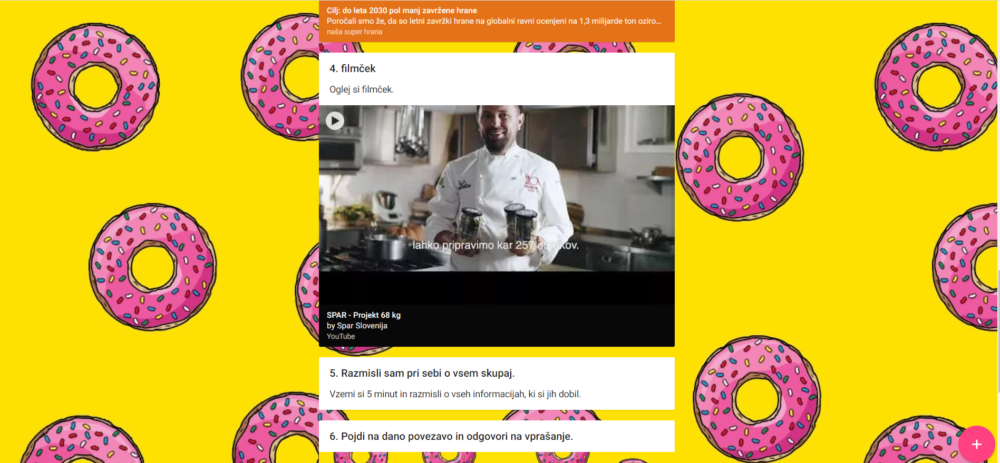 Cilj: do leta 2030 pol manj zavržene hrane
Poročali smo že, da so letni zavržki hrane na globalni ravni ocenjeni na 1,3 milijarde ton oziro...
naša super hrana
4. filmček
Oglej si filmček.
lahko pripravimo kar 257
SPAR - Projekt 68 kg
by Spar Slovenija
YouTube
5. Razmisli sam pri sebi o vsem skupaj.
Vzemi si 5 minut in razmisli o vseh informacijah, ki si jih dobil.
6. Pojdi na dano povezavo in odgovori na vprašanje.